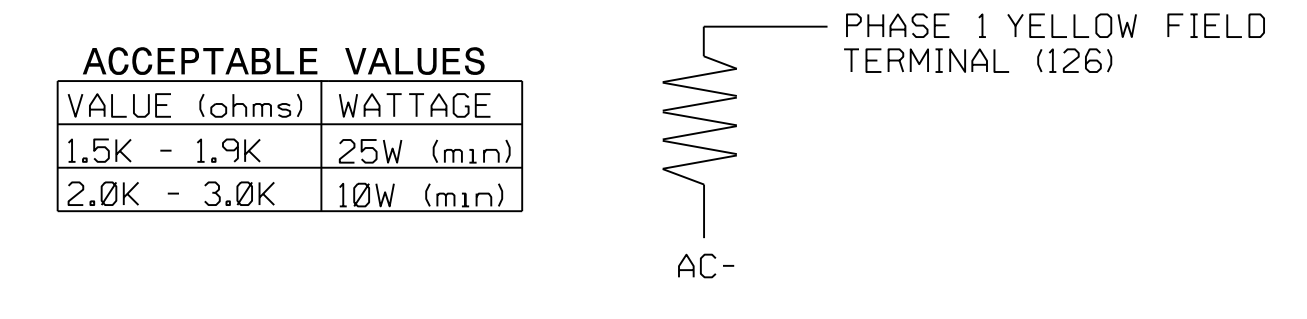 ACCEPTABLE VALUES
VALUE (ohms) WATTAGE
1.5K - 1.9K 25W (min)
2.0K - 3.0K 10W (min)
PHASE 1 YELLOW FIELD
TERMINAL (126)
AC-